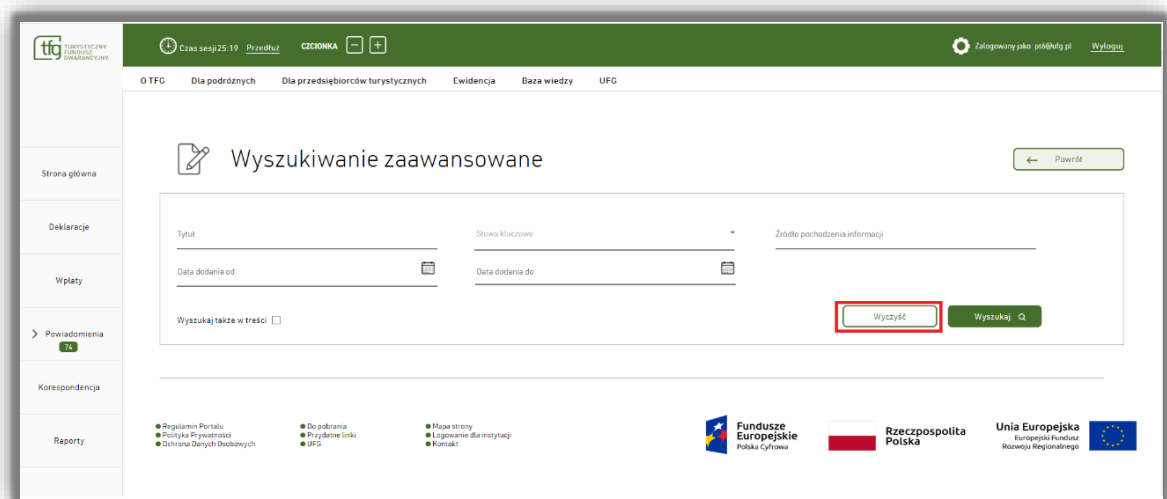 tfg TURYSTYCZNY
FUNDUSZ
GWARANCYJNY
Czas sesji 25:19 Przedłuż CZCIONKA − +
Zalogowany jako: pt6@ufg.pl Wyloguj
O TFG Dla podróżnych Dla przedsiębiorców turystycznych Ewidencja Baza wiedzy UFG
Strona główna
Deklaracje
Wpłaty
Powiadomienia
74
Korespondencja
Raporty
Wyszukiwanie zaawansowane
← Powrót
Tytuł Słowa kluczowe Źródło pochodzenia informacji
Data dodania od Data dodania do
Wyszukaj takze w treści Wyczyść Wyszukaj
Regulamin Portalu
Polityka Prywatności
Ochrona Danych Osobowych
Do pobrania
Przydatne linki
UFG
Mapa strony
Logowanie dla instytucji
Kontakt
Fundusze
Europejskie
Polska Cyfrowa
Rzeczpospolita
Polska
Unia Europejska
Europejski Fundusz
Rozwoju Regionalnego